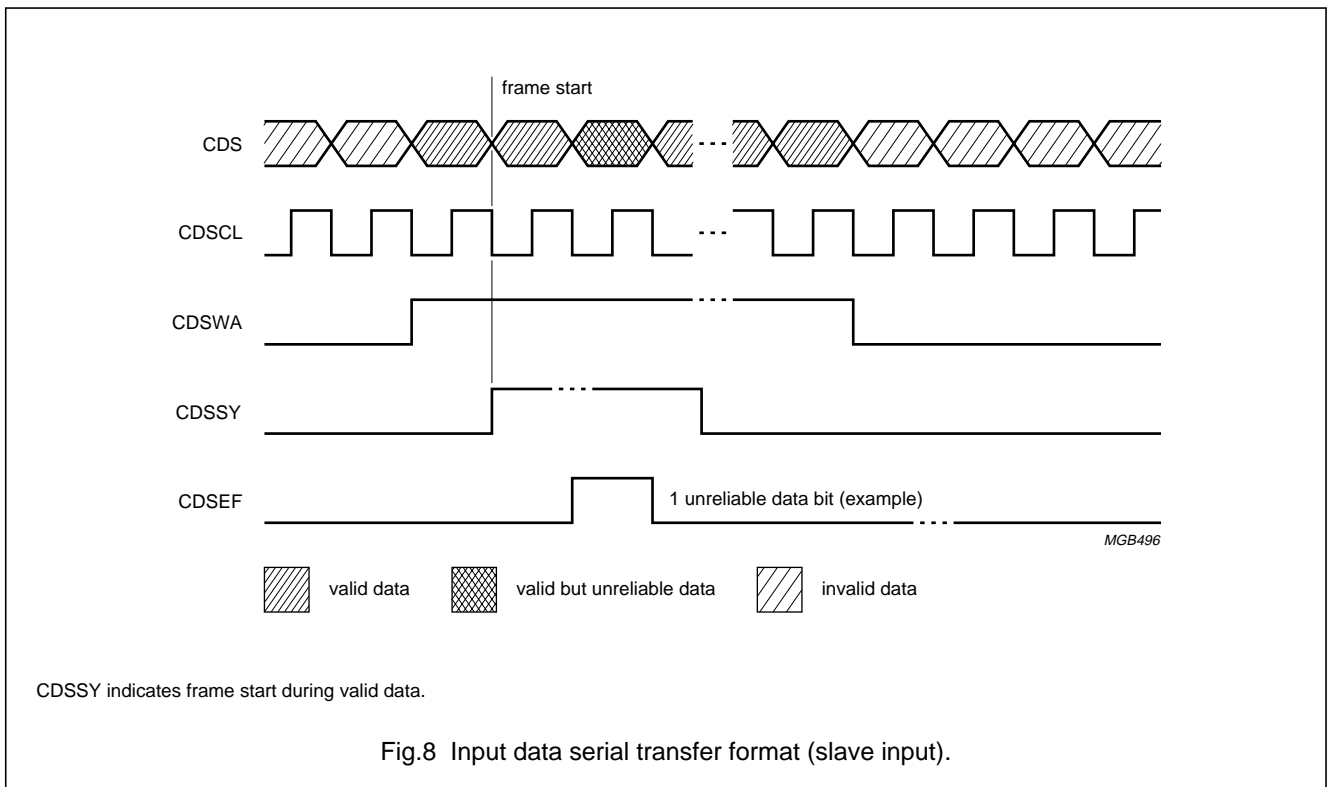 frame start
CDS
CDSCL
CDSWA
CDSSY
CDSEF
1 unreliable data bit (example)
MGB496
valid data
valid but unreliable data
invalid data
CDSSY indicates frame start during valid data.
Fig.8 Input data serial transfer format (slave input).